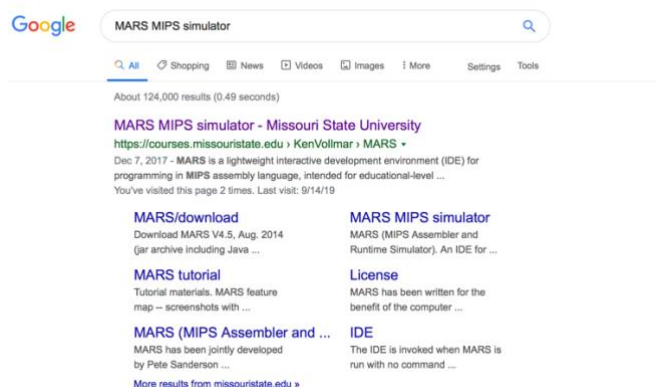 Google
MARS MIPS simulator
All Shopping News Videos Images More Settings Tools
About 124,000 results (0.49 seconds)
MARS MIPS simulator - Missouri State University
https://courses.missouristate.edu › KenVollmar › MARS
Dec 7, 2017 - MARS is a lightweight interactive development environment (IDE) for
programming in MIPS assembly language, intended for educational-level ...
You've visited this page 2 times. Last visit: 9/14/19
MARS/download
Download MARS V4.5, Aug. 2014
(jar archive including Java ...
MARS MIPS simulator
MARS (MIPS Assembler and
Runtime Simulator). An IDE for ...
MARS tutorial
Tutorial materials. MARS feature
map -- screenshots with ...
License
MARS has been written for the
benefit of the computer ...
MARS (MIPS Assembler and ...
MARS has been jointly developed
by Pete Sanderson ...
IDE
The IDE is invoked when MARS is
run with no command ...
More results from missouristate.edu »